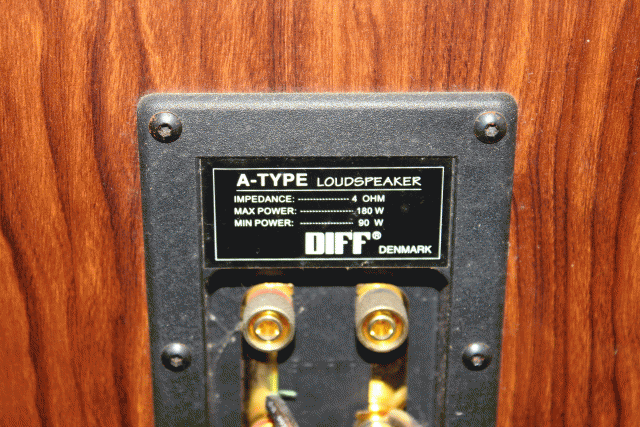 A-TYPE LOUDSPEAKER
IMPEDANCE: ---------------- 4 OHM
MAX POWER: ---------------- 180 W
MIN POWER: ---------------- 90 W
DIFF® DENMARK